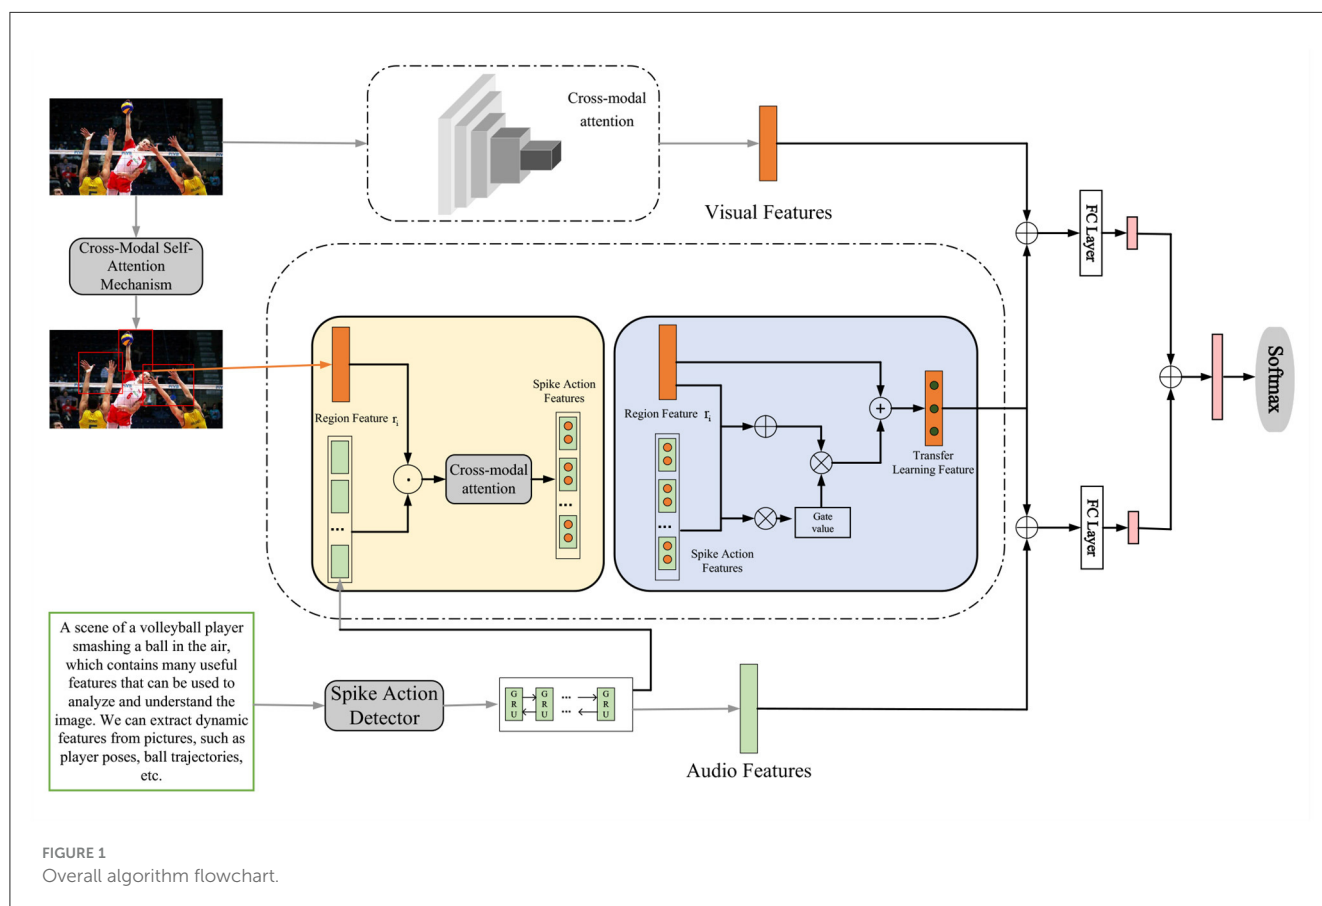 Cross-modal
attention
Visual Features
Cross-Modal Self-
Attention
Mechanism
FC Layer
Softmax
Region Feature r_i
Spike Action
Features
Cross-modal
attention
...
...
Region Feature r_i
...
Spike Action
Features
Gate
value
Transfer
Learning Feature
FC Layer
A scene of a volleyball player
smashing a ball in the air,
which contains many useful
features that can be used to
analyze and understand the
image. We can extract dynamic
features from pictures, such as
player poses, ball trajectories,
etc.
Spike Action
Detector
GRU
GRU
...
...
GRU
Audio Features
FIGURE 1
Overall algorithm flowchart.